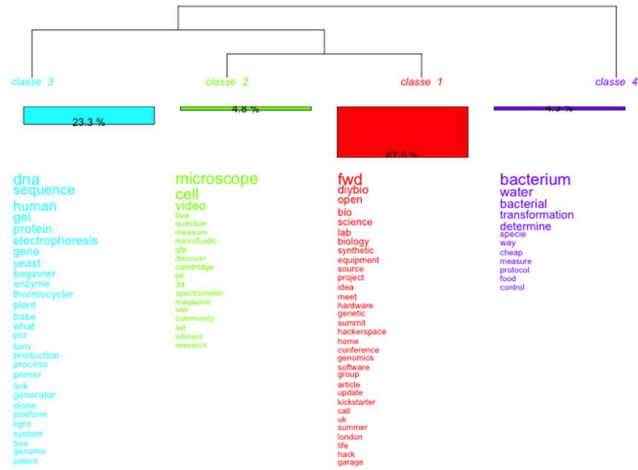 classe 3
classe 2
classe 1
classe 4
23.3 %
4.8 %
67.5 %
4.3 %
dna
sequence
human
gel
protein
electrophoresis
gene
yeast
beginner
enzyme
thermocycler
plant
base
what
pcr
turn
production
process
primer
link
generator
clone
platform
light
system
box
genome
patent
microscope
cell
video
live
question
measure
microfluidic
gfp
discover
cambridge
bit
3d
spectrometer
magazine
san
community
list
interest
research
fwd
diybio
open
bio
science
lab
biology
synthetic
equipment
source
project
idea
meet
hardware
genetic
summit
hackerspace
home
conference
genomics
software
group
article
update
kickstarter
call
uk
summer
london
life
hack
garage
bacterium
water
bacterial
transformation
determine
specie
way
cheap
measure
protocol
food
control